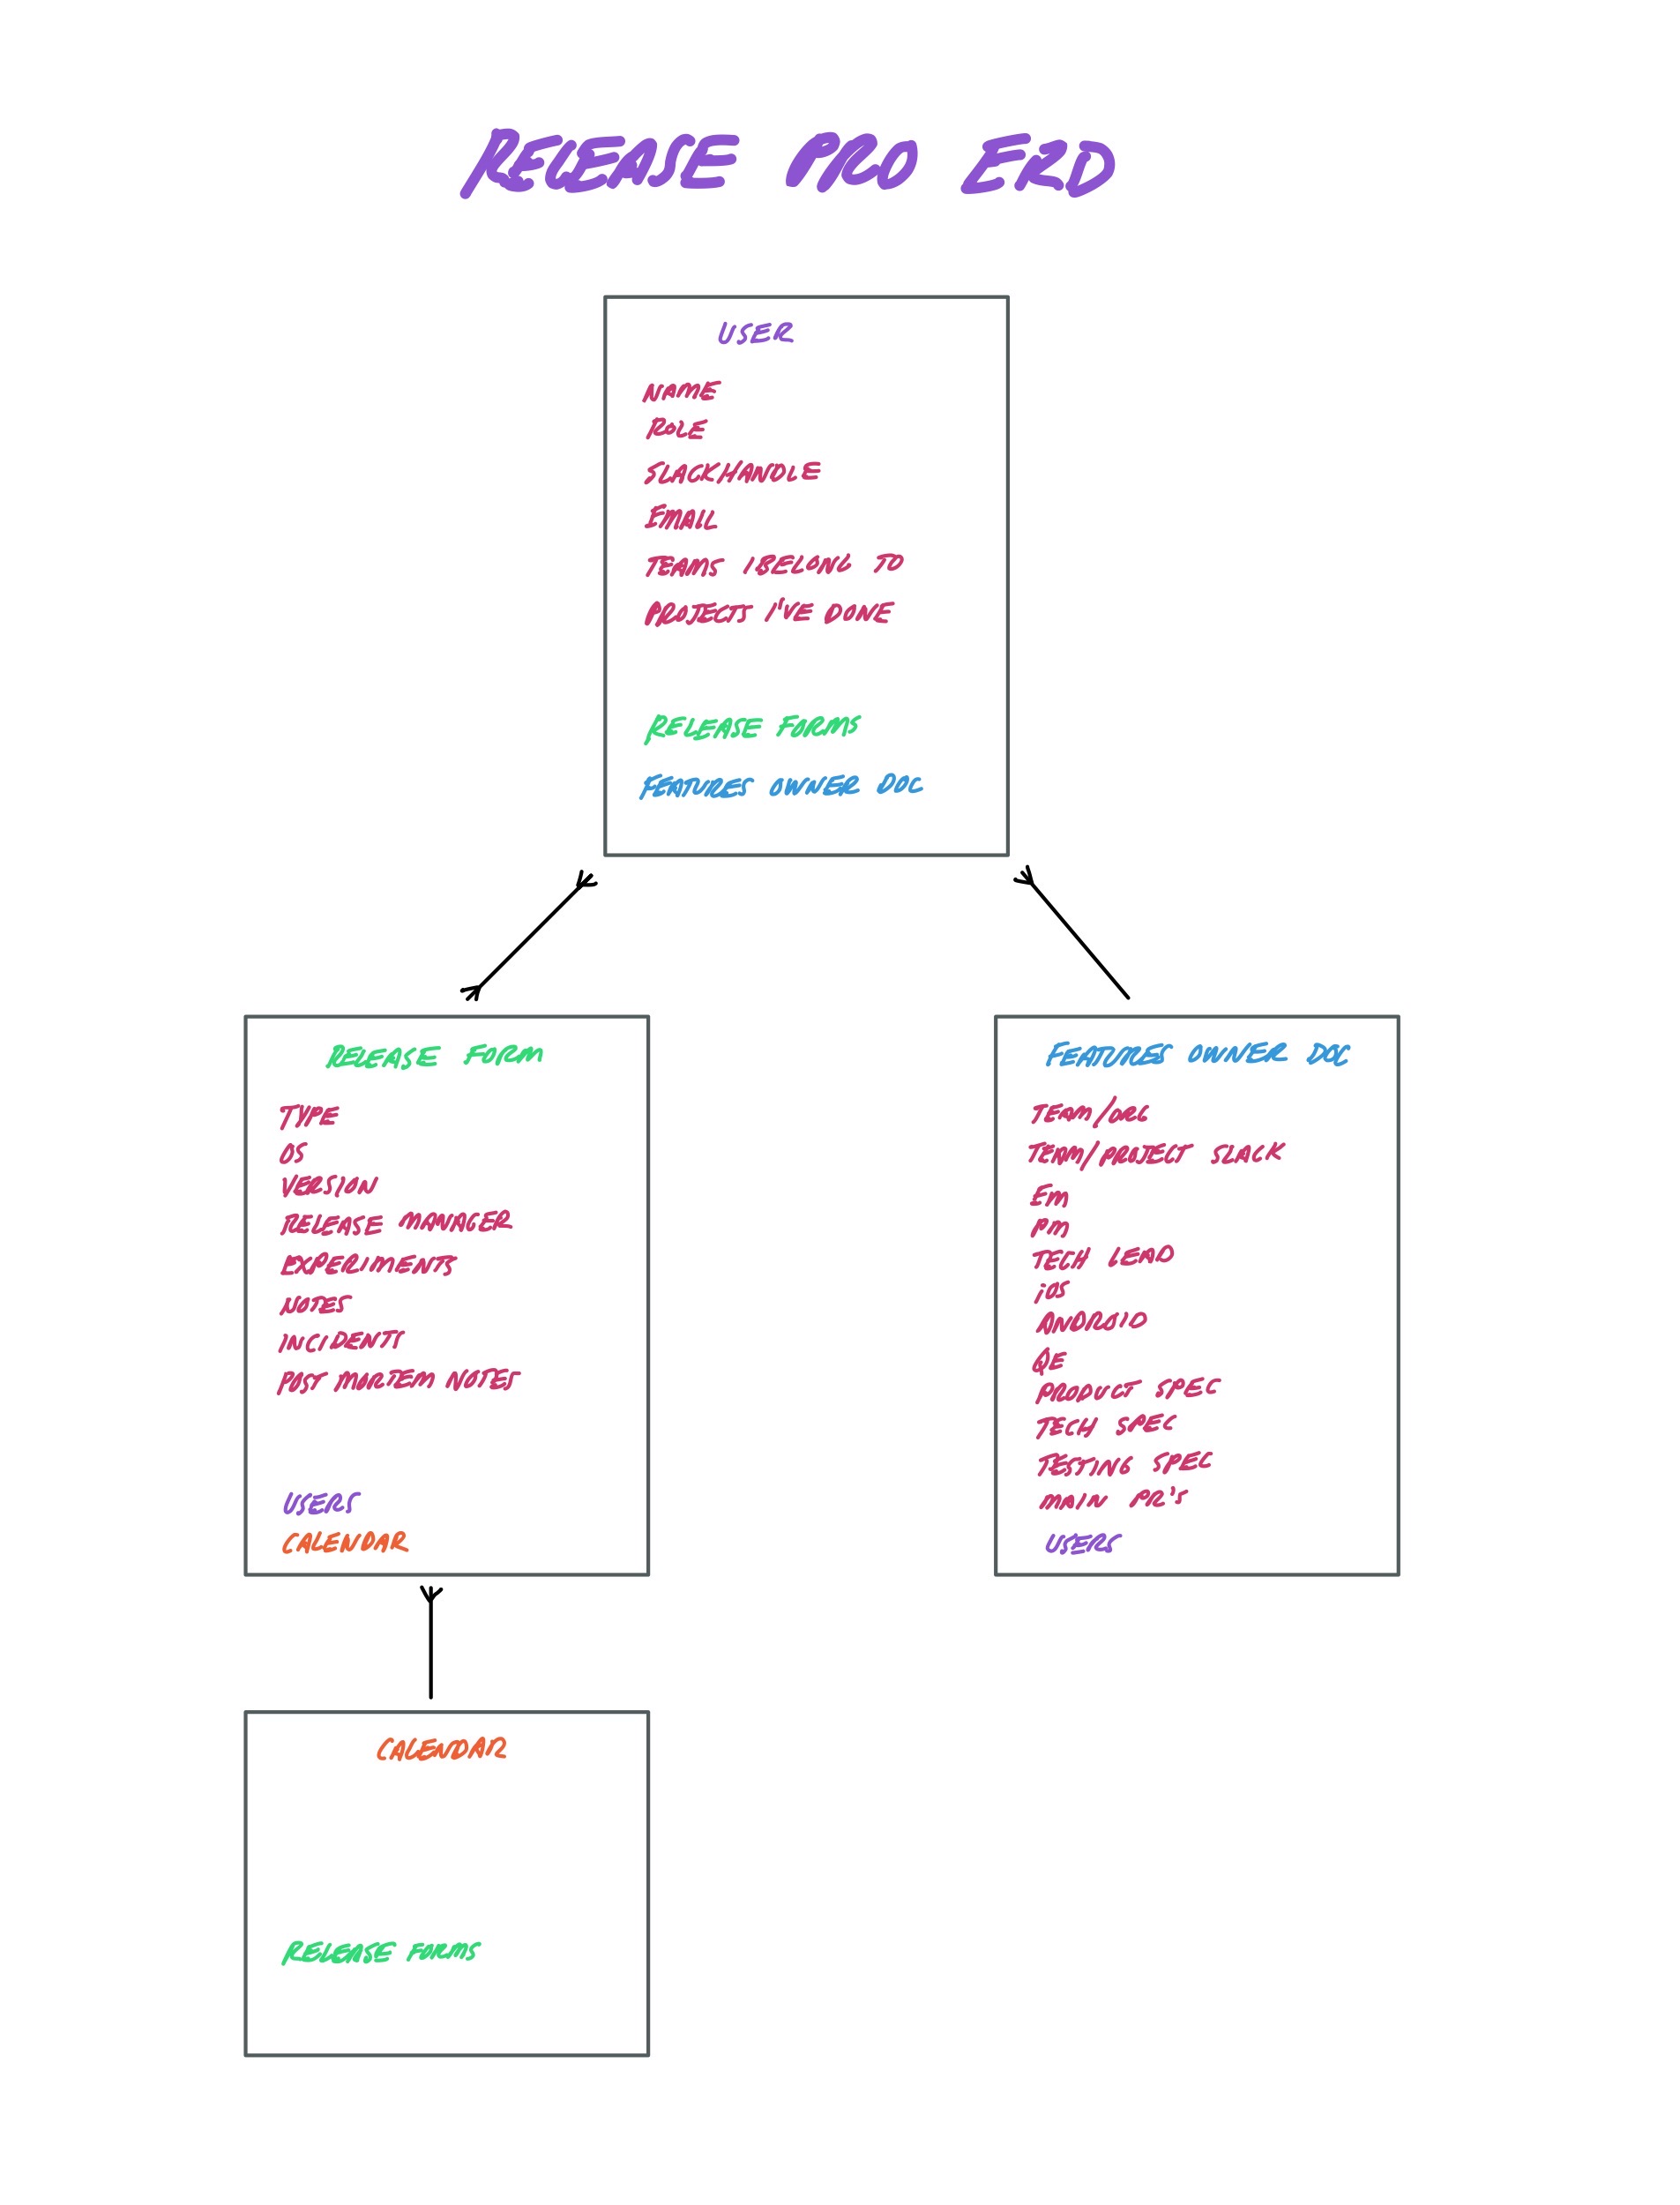 RELEASE PRO ERD
USER
NAME
ROLE
SLACKHANDLE
EMAIL
TEAMS I BELONG TO
PROJECTS I'VE DONE
RELEASE FORMS
FEATURES OWNER DOC
RELEASE FORM
TYPE
OS
VERSION
RELEASE MANAGER
EXPERIMENTS
NOTES
INCIDENTS
POST MORTEM NOTES
USERS
CALENDAR
FEATURES OWNER DOC
TEAM/ORG
TEAM/PROJECT SLACK
EM
PM
TECH LEAD
iOS
ANDROID
QE
PRODUCT SPEC
TECH SPEC
TESTING SPEC
MAIN PR'S
USERS
CALENDAR
RELEASE FORMS